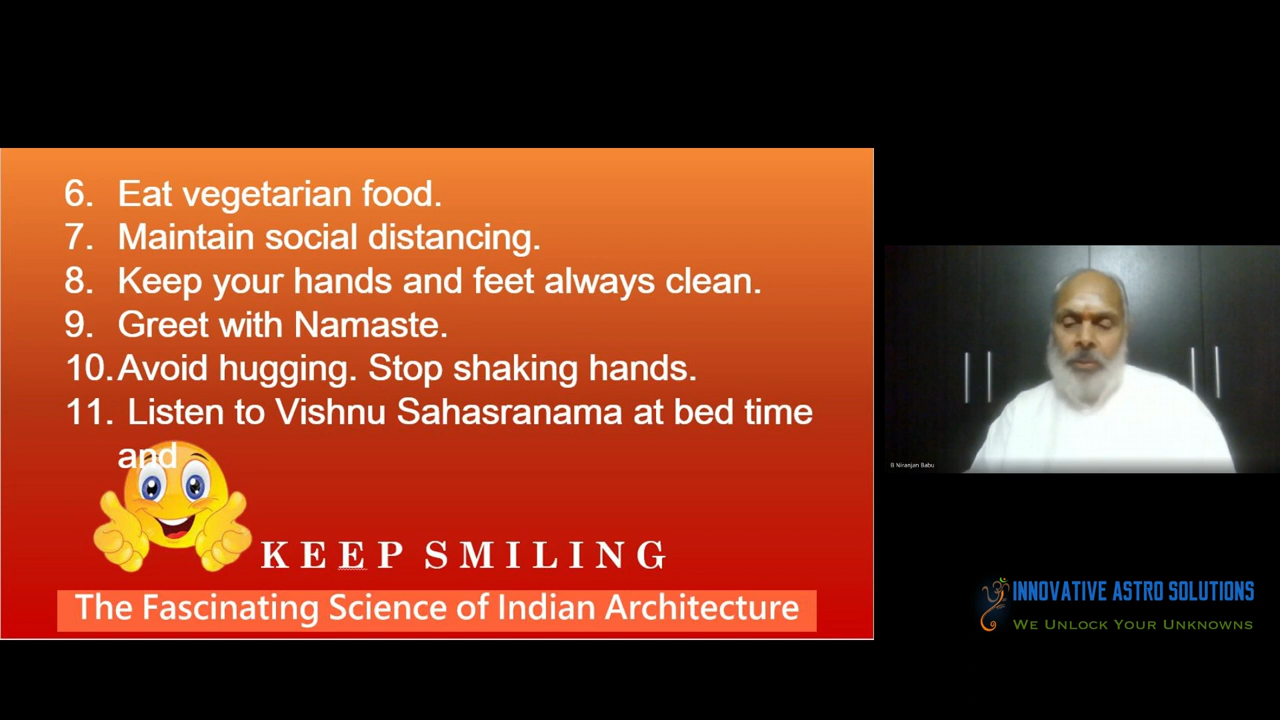 6. Eat vegetarian food.
7. Maintain social distancing.
8. Keep your hands and feet always clean.
9. Greet with Namaste.
10. Avoid hugging. Stop shaking hands.
11. Listen to Vishnu Sahasranama at bed time
and
KEEP SMILING
The Fascinating Science of Indian Architecture
B Niranjan Babu
INNOVATIVE ASTRO SOLUTIONS
WE UNLOCK YOUR UNKNOWNS